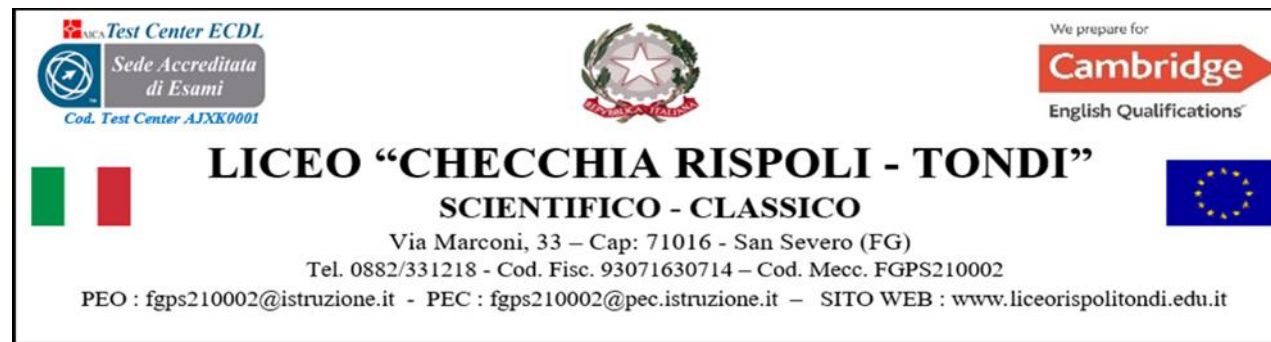 AICA Test Center ECDL
Sede Accreditata
di Esami
Cod. Test Center AJXK0001
REPVBBLICA ITALIANA
We prepare for
Cambridge
English Qualifications
LICEO “CHECCHIA RISPOLI - TONDI”
SCIENTIFICO - CLASSICO
Via Marconi, 33 – Cap: 71016 - San Severo (FG)
Tel. 0882/331218 - Cod. Fisc. 93071630714 – Cod. Mecc. FGPS210002
PEO : fgps210002@istruzione.it - PEC : fgps210002@pec.istruzione.it – SITO WEB : www.liceorispolitondi.edu.it